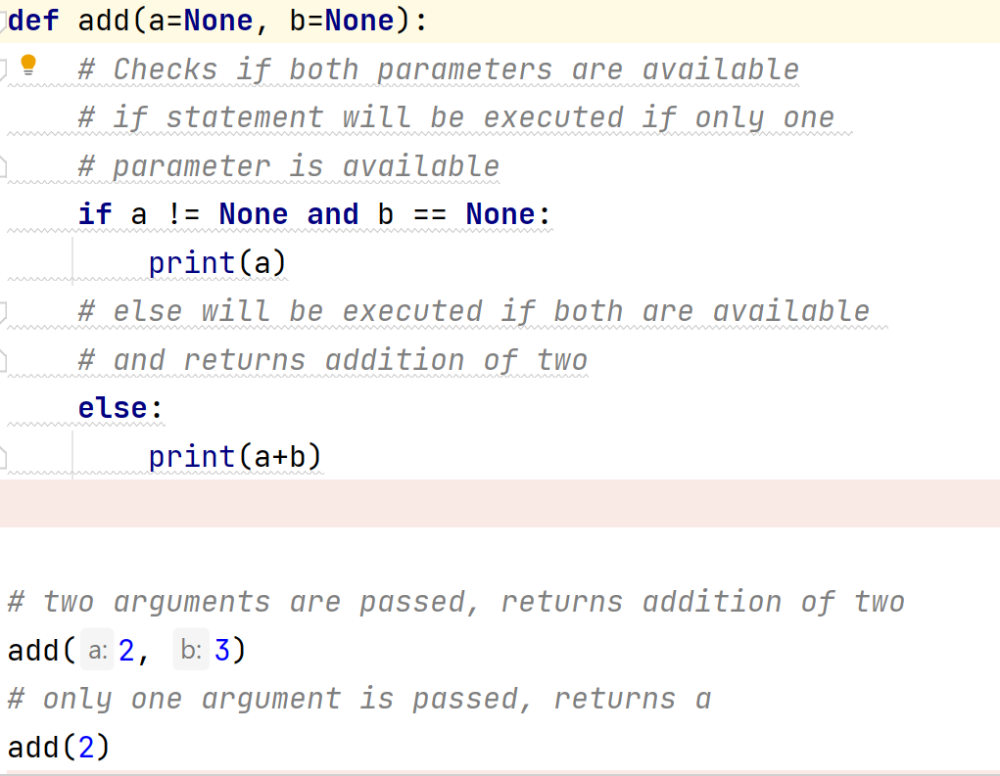 def add(a=None, b=None):
    # Checks if both parameters are available
    # if statement will be executed if only one
    # parameter is available
    if a != None and b == None:
        print(a)
    # else will be executed if both are available
    # and returns addition of two
    else:
        print(a+b)
# two arguments are passed, returns addition of two
add( a: 2,  b: 3)
# only one argument is passed, returns a
add(2)